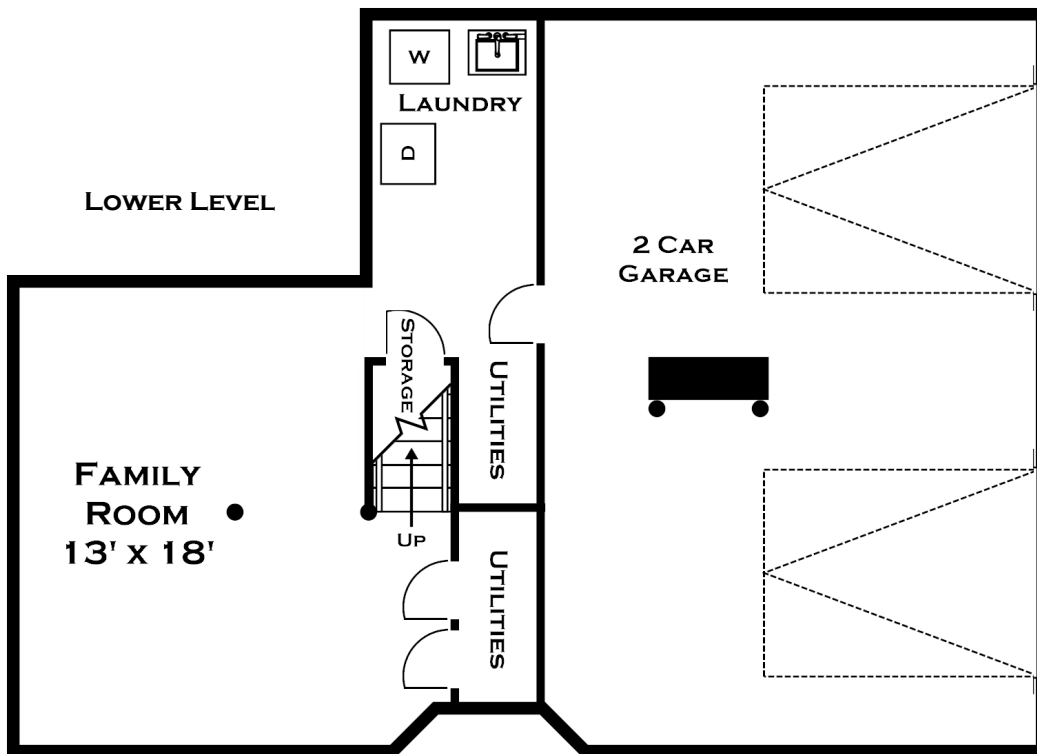 W
Laundry
D
Lower Level
2 Car
Garage
Storage
Utilities
Family
Room
13' x 18'
Up
Utilities